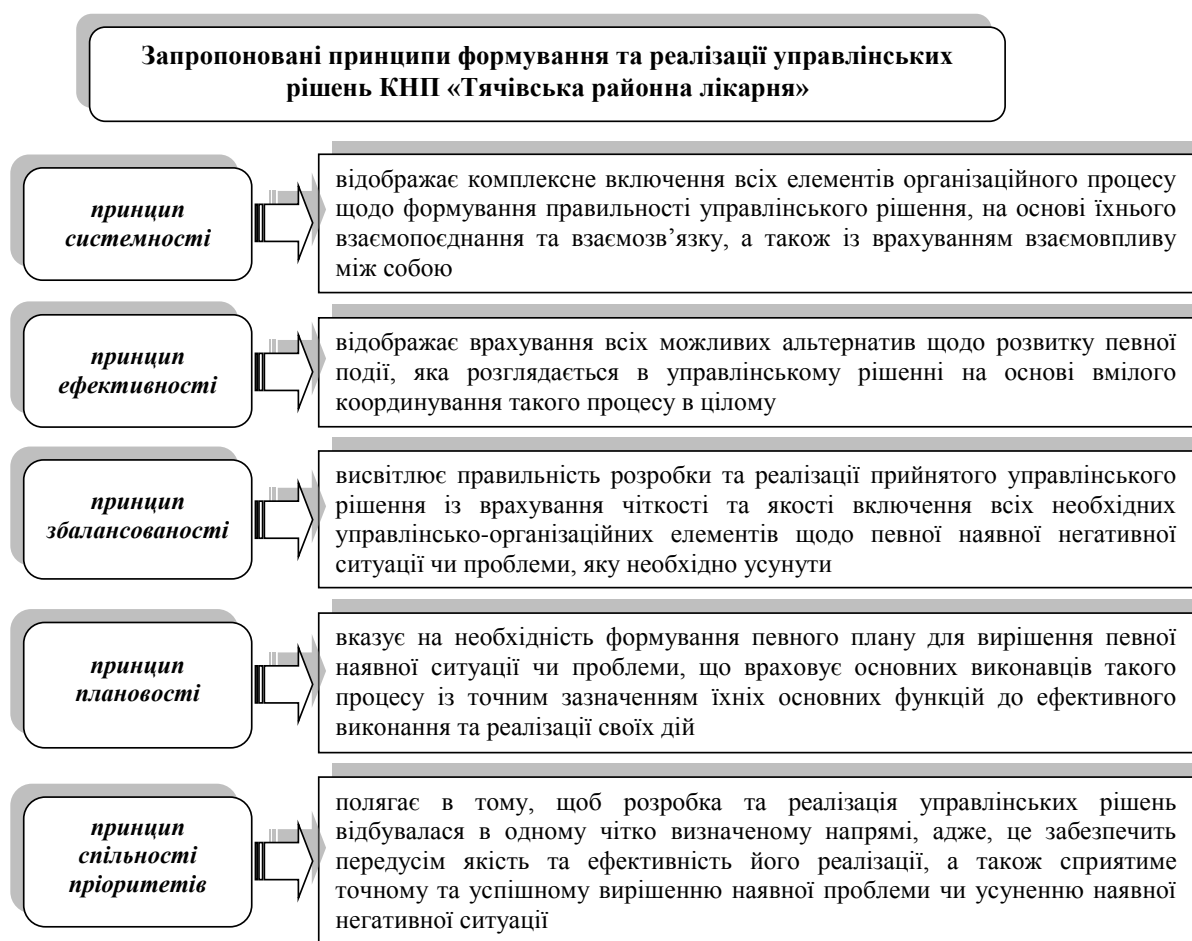 Запропоновані принципи формування та реалізації управлінських
рішень КНП «Тячівська районна лікарня»
принцип
системності
відображає комплексне включення всіх елементів організаційного процесу
щодо формування правильності управлінського рішення, на основі їхнього
взаємопоєднання та взаємозв’язку, а також із врахуванням взаємовпливу
між собою
принцип
ефективності
відображає врахування всіх можливих альтернатив щодо розвитку певної
події, яка розглядається в управлінському рішенні на основі вмілого
координування такого процесу в цілому
принцип
збалансованості
висвітлює правильність розробки та реалізації прийнятого управлінського
рішення із врахування чіткості та якості включення всіх необхідних
управлінсько-організаційних елементів щодо певної наявної негативної
ситуації чи проблеми, яку необхідно усунути
принцип
плановості
вказує на необхідність формування певного плану для вирішення певної
наявної ситуації чи проблеми, що враховує основних виконавців такого
процесу із точним зазначенням їхніх основних функцій до ефективного
виконання та реалізації своїх дій
принцип
спільності
пріоритетів
полягає в тому, щоб розробка та реалізація управлінських рішень
відбувалася в одному чітко визначеному напрямі, адже, це забезпечить
передусім якість та ефективність його реалізації, а також сприятиме
точному та успішному вирішенню наявної проблеми чи усуненню наявної
негативної ситуації